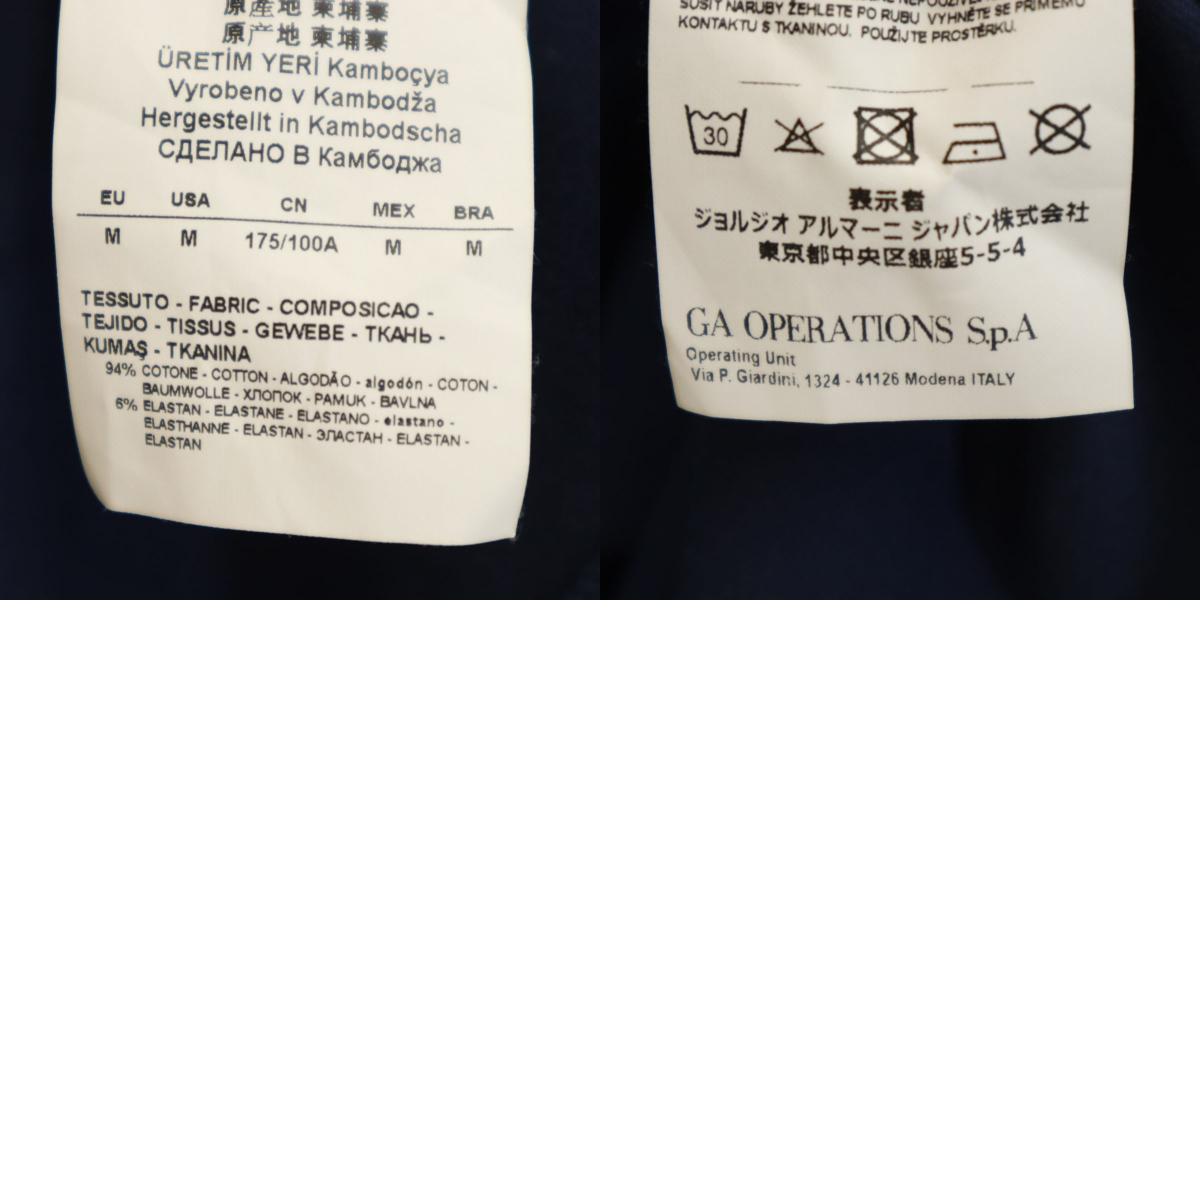 原產地 柬埔寨
原产地 柬埔寨
ÜRETİM YERİ Kamboçya
Vyrobeno v Kambodža
Hergestellt in Kambodscha
СДЕЛАНО В Камбоджа
EU USA CN MEX BRA
M M 175/100A M M
TESSUTO - FABRIC - COMPOSICAO -
TEJIDO - TISSUS - GEWEBE - ТКАНЬ -
KUMAŞ - TKANINA
94% COTONE - COTTON - ALGODÃO - algodón - COTON -
BAUMWOLLE - ХЛОПОК - PAMUK - BAVLNA
6% ELASTAN - ELASTANE - ELASTANO - elastano -
ELASTHANNE - ELASTAN - ЭЛАСТАН - ELASTAN -
ELASTAN
SUŠIT NARUBY ŽEHLETE PO RUBU VYHNĚTE SE PŘÍMÉMU
KONTAKTU S TKANINOU. POUŽIJTE PROSTĚRKU.
30
表示者
ジョルジオ アルマーニ ジャパン株式会社
東京都中央区銀座5-5-4
GA OPERATIONS S.p.A
Operating Unit
Via P. Giardini, 1324 - 41126 Modena ITALY